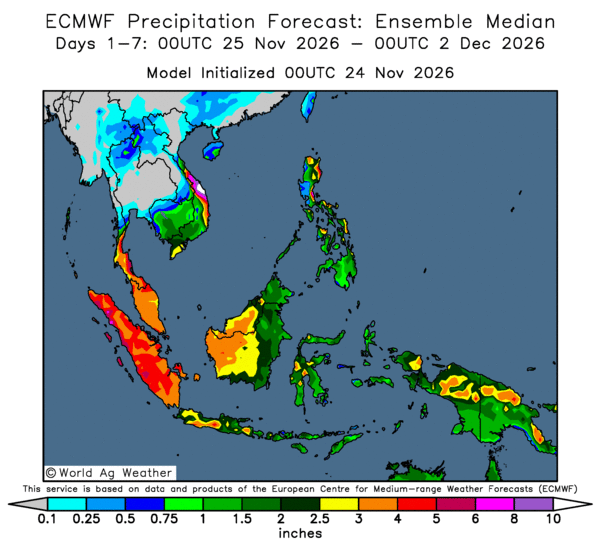 ECMWF Precipitation Forecast: Ensemble Median
Days 1-7: 00UTC 25 Nov 2026 - 00UTC 2 Dec 2026
Model Initialized 00UTC 24 Nov 2026
© World Ag Weather
This service is based on data and products of the European Centre for Medium-range Weather Forecasts (ECMWF)
0.1 0.25 0.5 0.75 1 1.5 2 2.5 3 4 5 6 8 10
inches